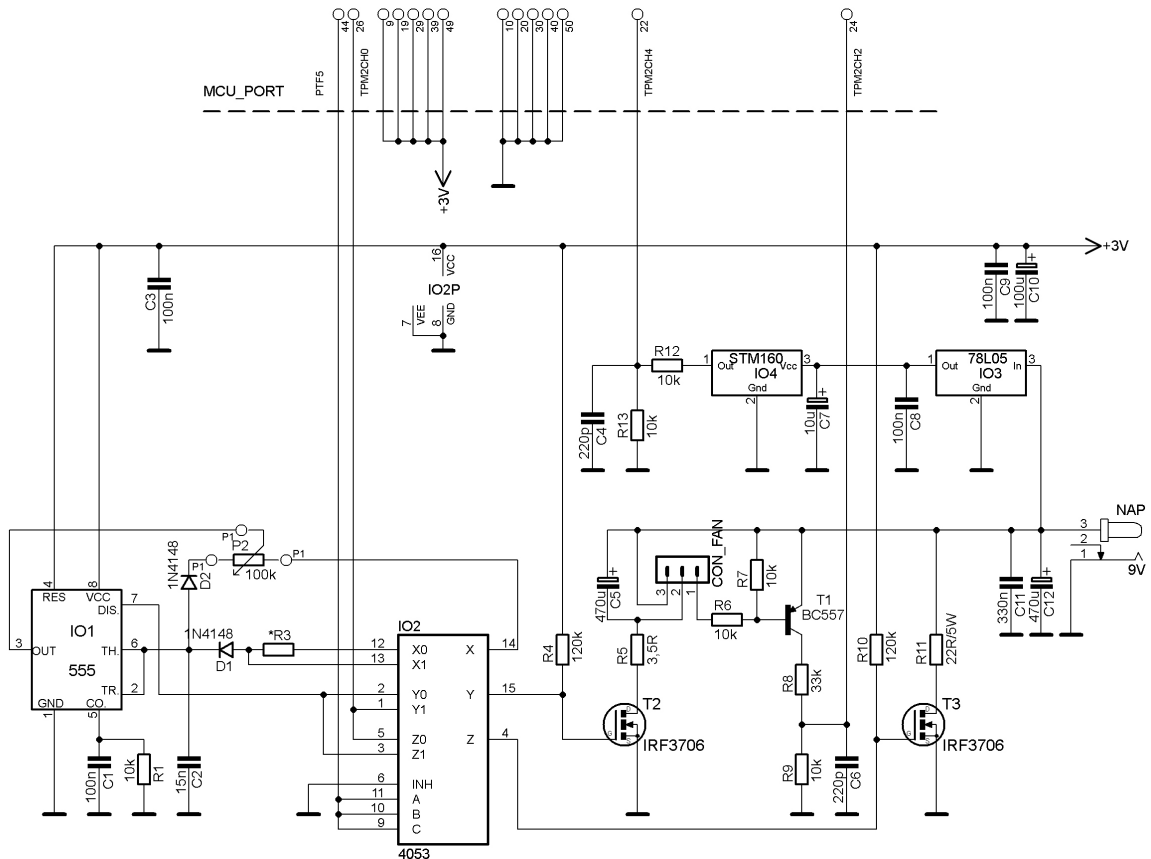 44
26
9
19
29
39
49
10
20
30
40
50
22
24
PTF5
TPM2CH0
TPM2CH4
TPM2CH2
MCU_PORT
+3V
+3V
16
VCC
IO2P
7
VEE
8
GND
C3
100n
100n
C9
+
100u
C10
R12
10k
1
STM160
3
Out
Vcc
IO4
Gnd
2
1
78L05
3
Out
In
IO3
Gnd
2
220p
C4
R13
10k
+
10u
C7
100n
C8
NAP
3
2
1
9V
P1
P2
100k
P1
P1
1N4148
D2
4
8
RES
VCC
DIS.
7
IO1
3
OUT
TH.
6
555
TR.
2
GND
CO.
1
5
1N4148
D1
*R3
100n
C1
10k
R1
15n
C2
IO2
12
X0
X
14
13
X1
2
Y0
Y
15
1
Y1
5
Z0
Z
4
3
Z1
6
INH
11
A
10
B
9
C
4053
CON_FAN
3
2
1
+
470u
C5
R7
10k
R6
10k
T1
BC557
R4
120k
R5
3,5R
R8
33k
R10
120k
R11
22R/5W
330n
C11
+
470u
C12
T2
D
G
S
IRF3706
T3
D
G
S
IRF3706
R9
10k
220p
C6